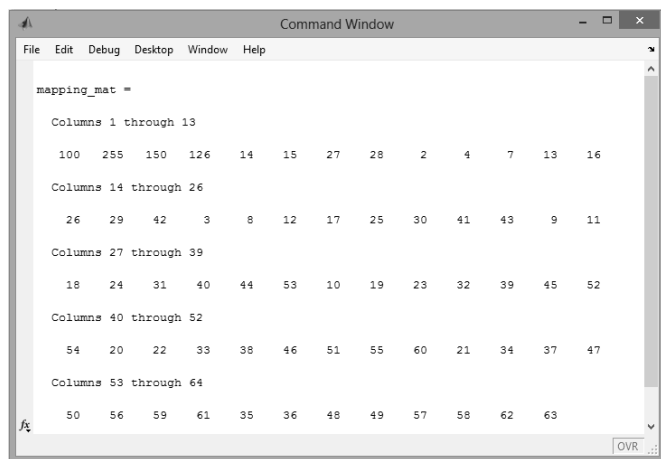 Command Window
File Edit Debug Desktop Window Help
mapping_mat =
Columns 1 through 13
100 255 150 126 14 15 27 28 2 4 7 13 16
Columns 14 through 26
26 29 42 3 8 12 17 25 30 41 43 9 11
Columns 27 through 39
18 24 31 40 44 53 10 19 23 32 39 45 52
Columns 40 through 52
54 20 22 33 38 46 51 55 60 21 34 37 47
Columns 53 through 64
50 56 59 61 35 36 48 49 57 58 62 63
fx
OVR